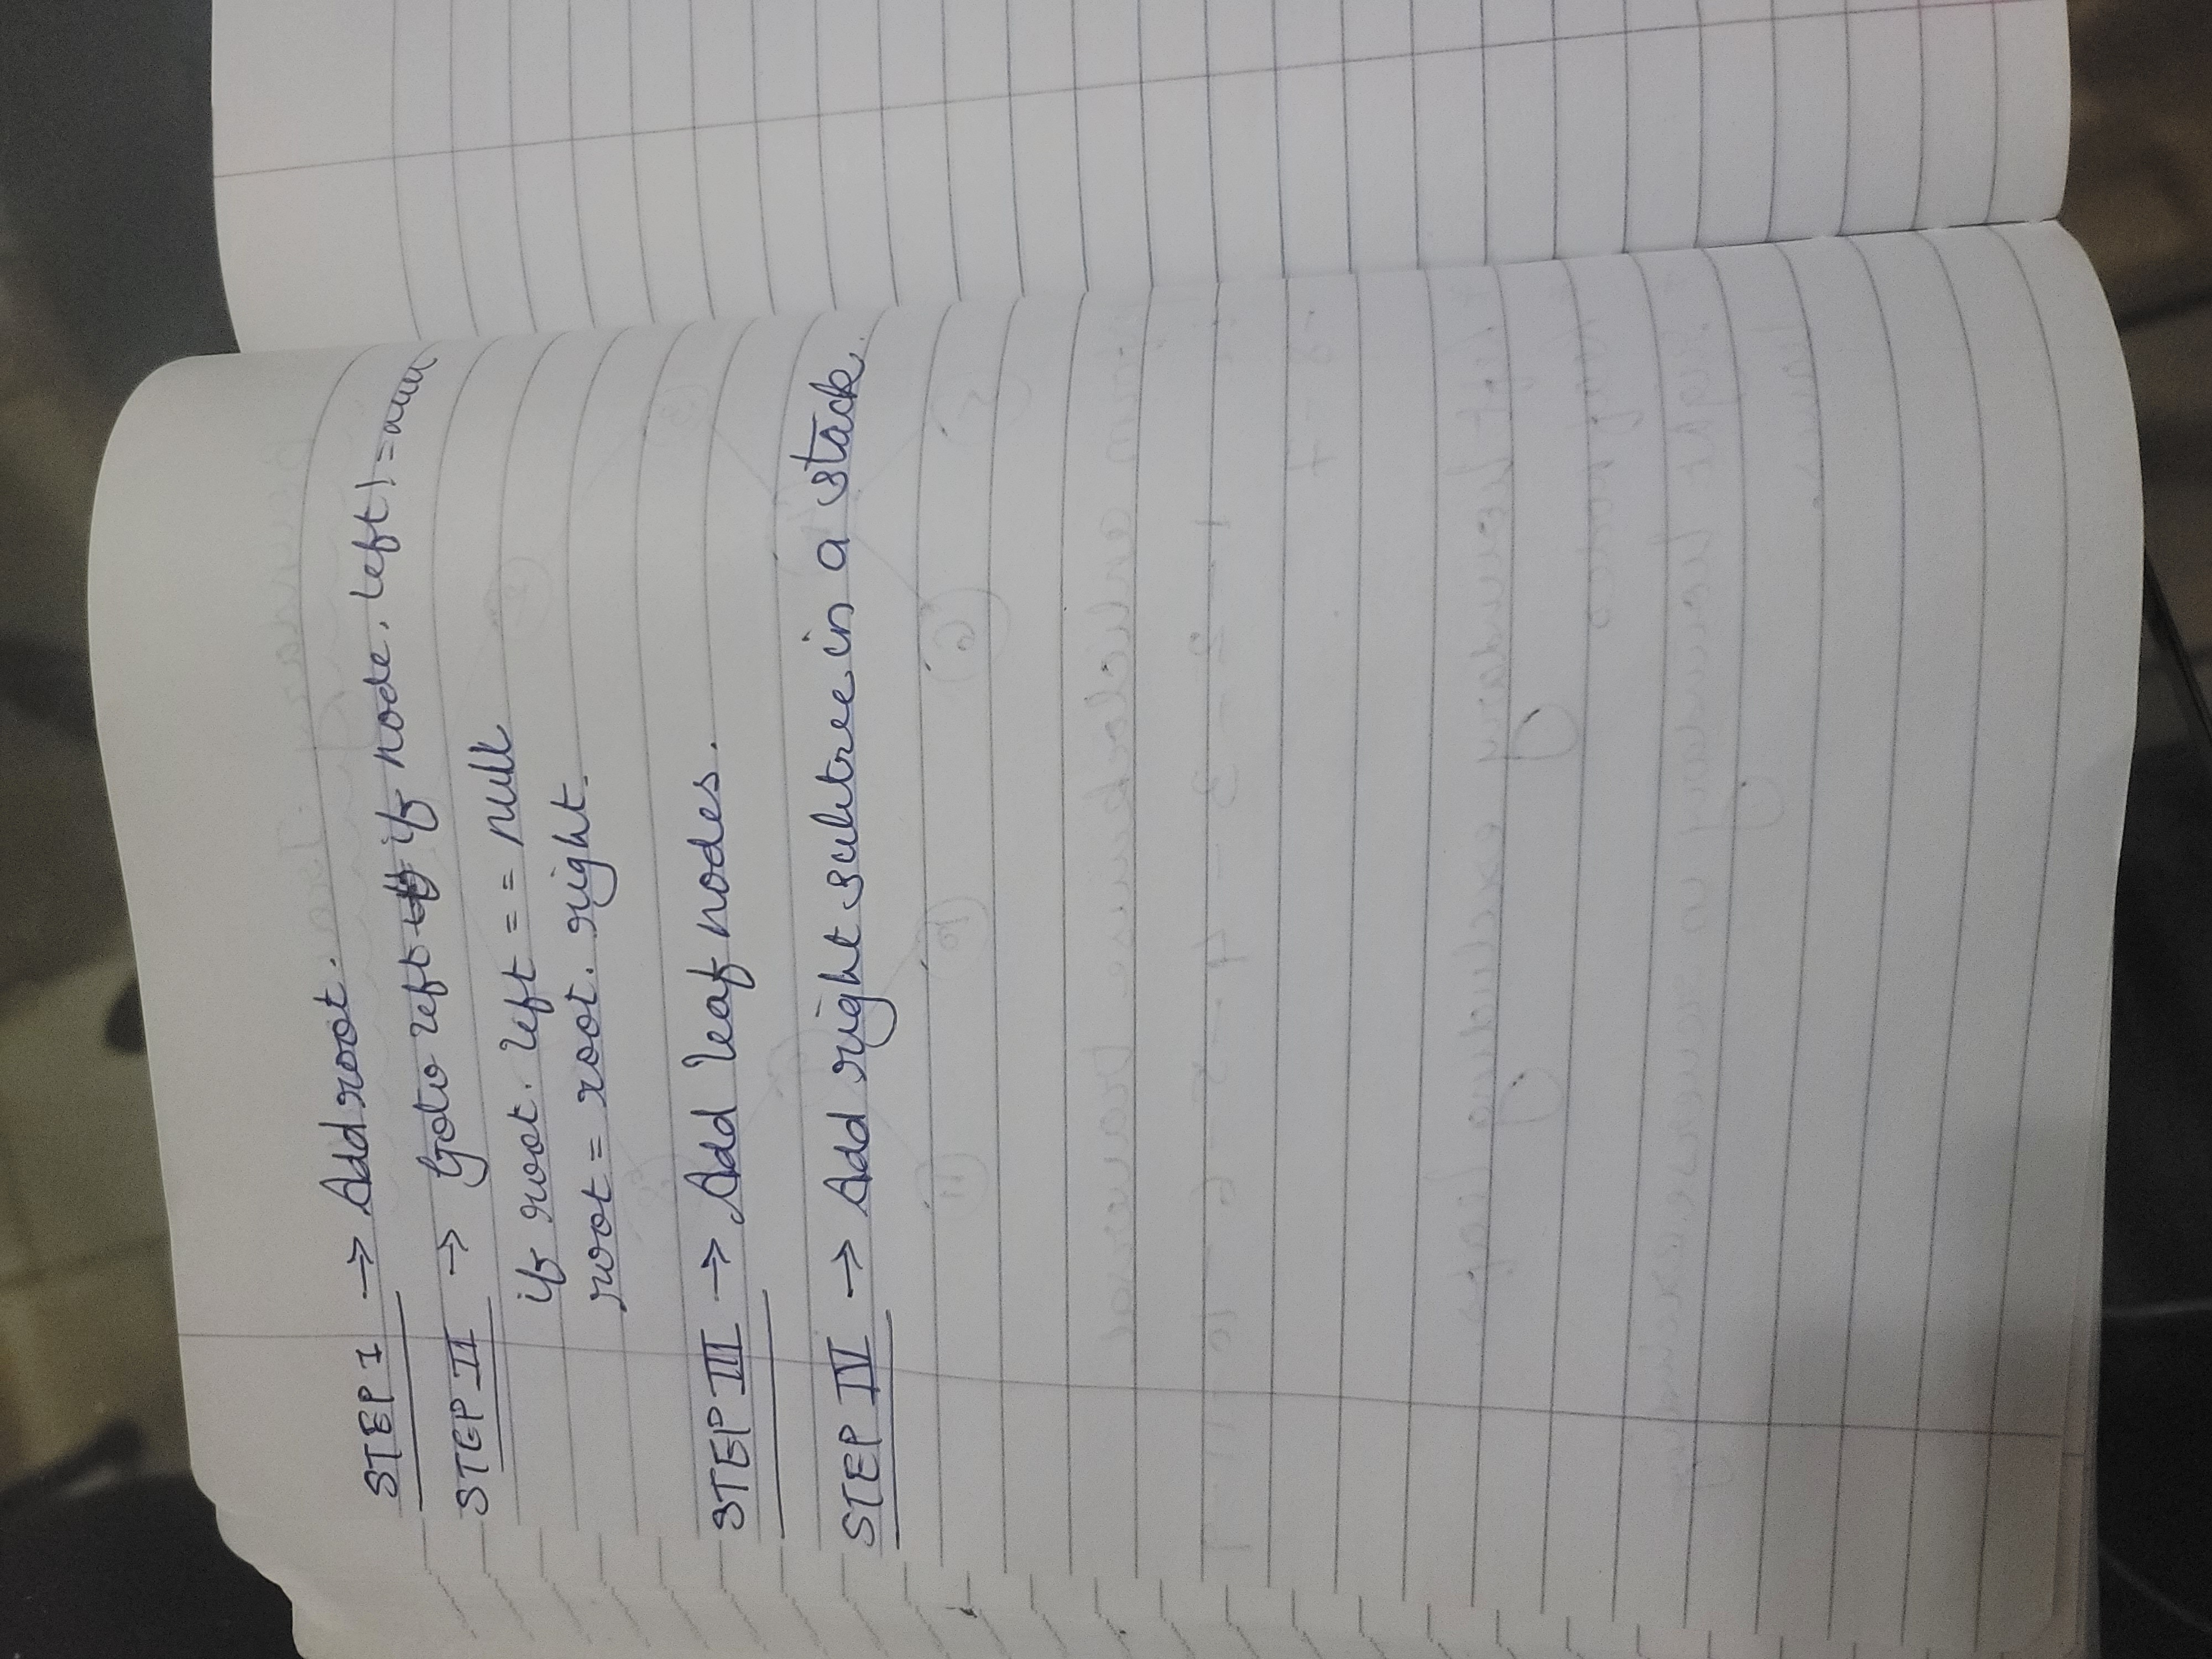 STEP I → Add root.
STEP II → Goto left if node.left != null
if root.left == null
root = root.right.
STEP III → Add leaf nodes.
STEP IV → Add right subtree in a stack.